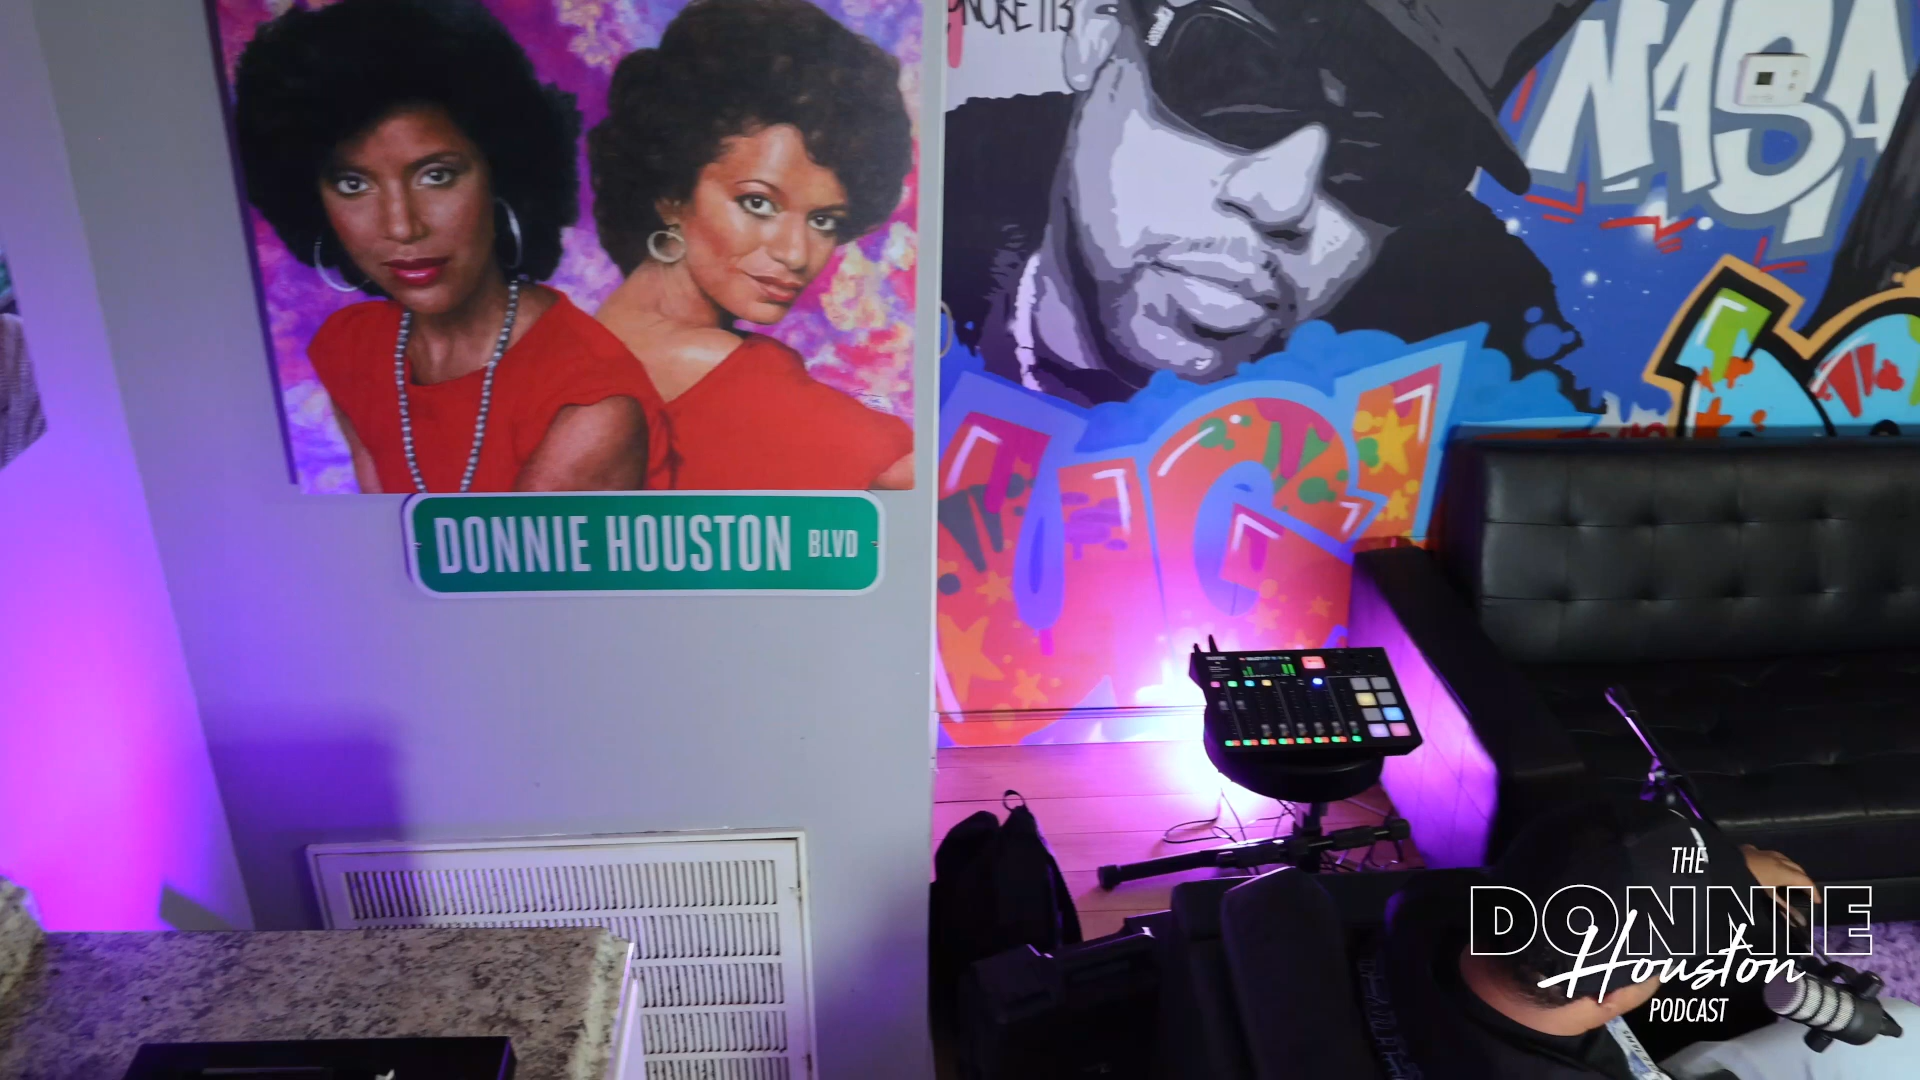 NASA
DONNIE HOUSTON BLVD
THE
DONNIE
Houston
PODCAST